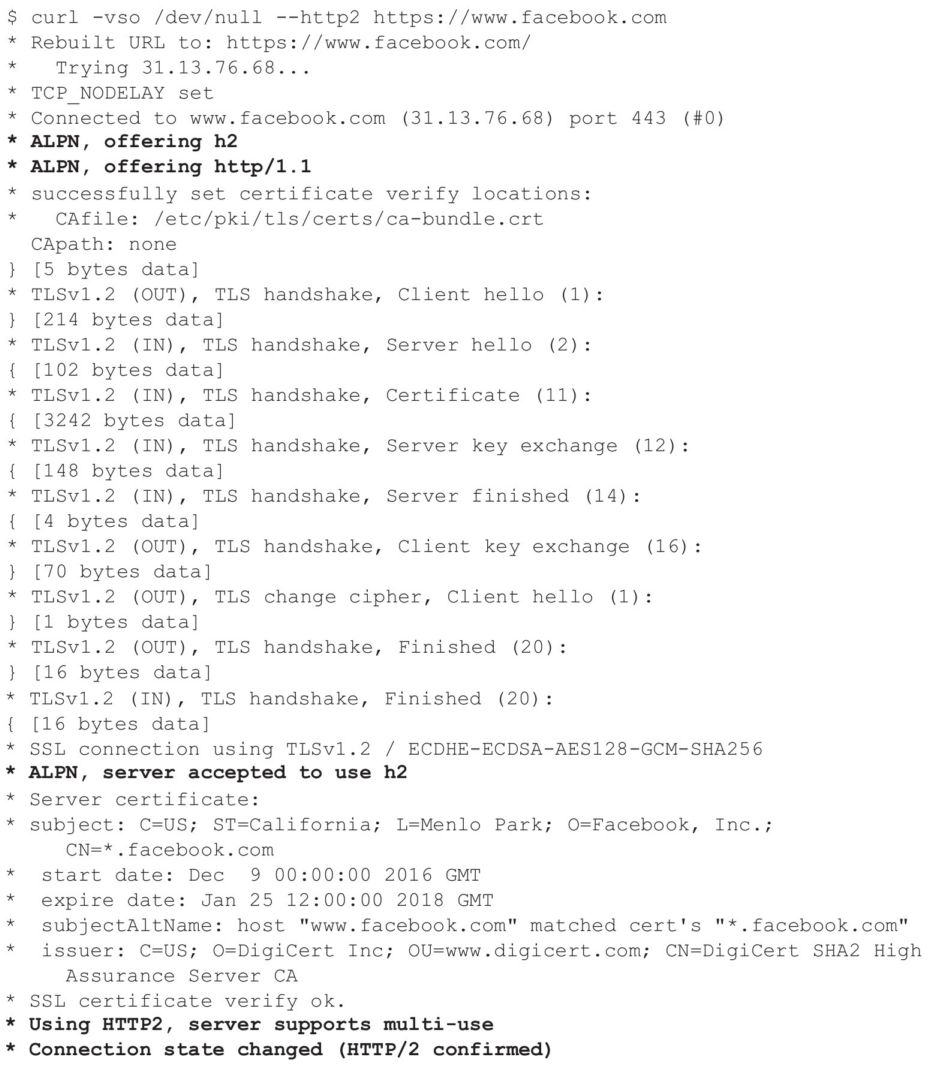 $ curl -vso /dev/null --http2 https://www.facebook.com
* Rebuilt URL to: https://www.facebook.com/
*   Trying 31.13.76.68...
* TCP_NODELAY set
* Connected to www.facebook.com (31.13.76.68) port 443 (#0)
* ALPN, offering h2
* ALPN, offering http/1.1
* successfully set certificate verify locations:
*   CAfile: /etc/pki/tls/certs/ca-bundle.crt
  CApath: none
} [5 bytes data]
* TLSv1.2 (OUT), TLS handshake, Client hello (1):
} [214 bytes data]
* TLSv1.2 (IN), TLS handshake, Server hello (2):
{ [102 bytes data]
* TLSv1.2 (IN), TLS handshake, Certificate (11):
{ [3242 bytes data]
* TLSv1.2 (IN), TLS handshake, Server key exchange (12):
{ [148 bytes data]
* TLSv1.2 (IN), TLS handshake, Server finished (14):
{ [4 bytes data]
* TLSv1.2 (OUT), TLS handshake, Client key exchange (16):
} [70 bytes data]
* TLSv1.2 (OUT), TLS change cipher, Client hello (1):
} [1 bytes data]
* TLSv1.2 (OUT), TLS handshake, Finished (20):
} [16 bytes data]
* TLSv1.2 (IN), TLS handshake, Finished (20):
{ [16 bytes data]
* SSL connection using TLSv1.2 / ECDHE-ECDSA-AES128-GCM-SHA256
* ALPN, server accepted to use h2
* Server certificate:
* subject: C=US; ST=California; L=Menlo Park; O=Facebook, Inc.;
     CN=*.facebook.com
*  start date: Dec  9 00:00:00 2016 GMT
*  expire date: Jan 25 12:00:00 2018 GMT
*  subjectAltName: host "www.facebook.com" matched cert's "*.facebook.com"
*  issuer: C=US; O=DigiCert Inc; OU=www.digicert.com; CN=DigiCert SHA2 High
     Assurance Server CA
* SSL certificate verify ok.
* Using HTTP2, server supports multi-use
* Connection state changed (HTTP/2 confirmed)